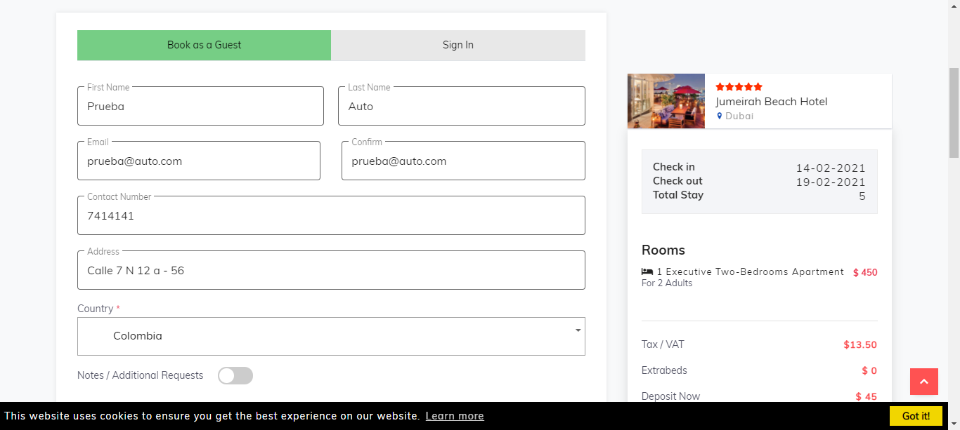 Book as a Guest
Sign In
First Name
Prueba
Last Name
Auto
Email
prueba@auto.com
Confirm
prueba@auto.com
Contact Number
7414141
Address
Calle 7 N 12 a - 56
Country *
Colombia
Notes / Additional Requests
Jumeirah Beach Hotel
Dubai
Check in 14-02-2021
Check out 19-02-2021
Total Stay 5
Rooms
1 Executive Two-Bedrooms Apartment $ 450
For 2 Adults
Tax / VAT $13.50
Extrabeds $ 0
Deposit Now $ 45
This website uses cookies to ensure you get the best experience on our website. Learn more
Got it!